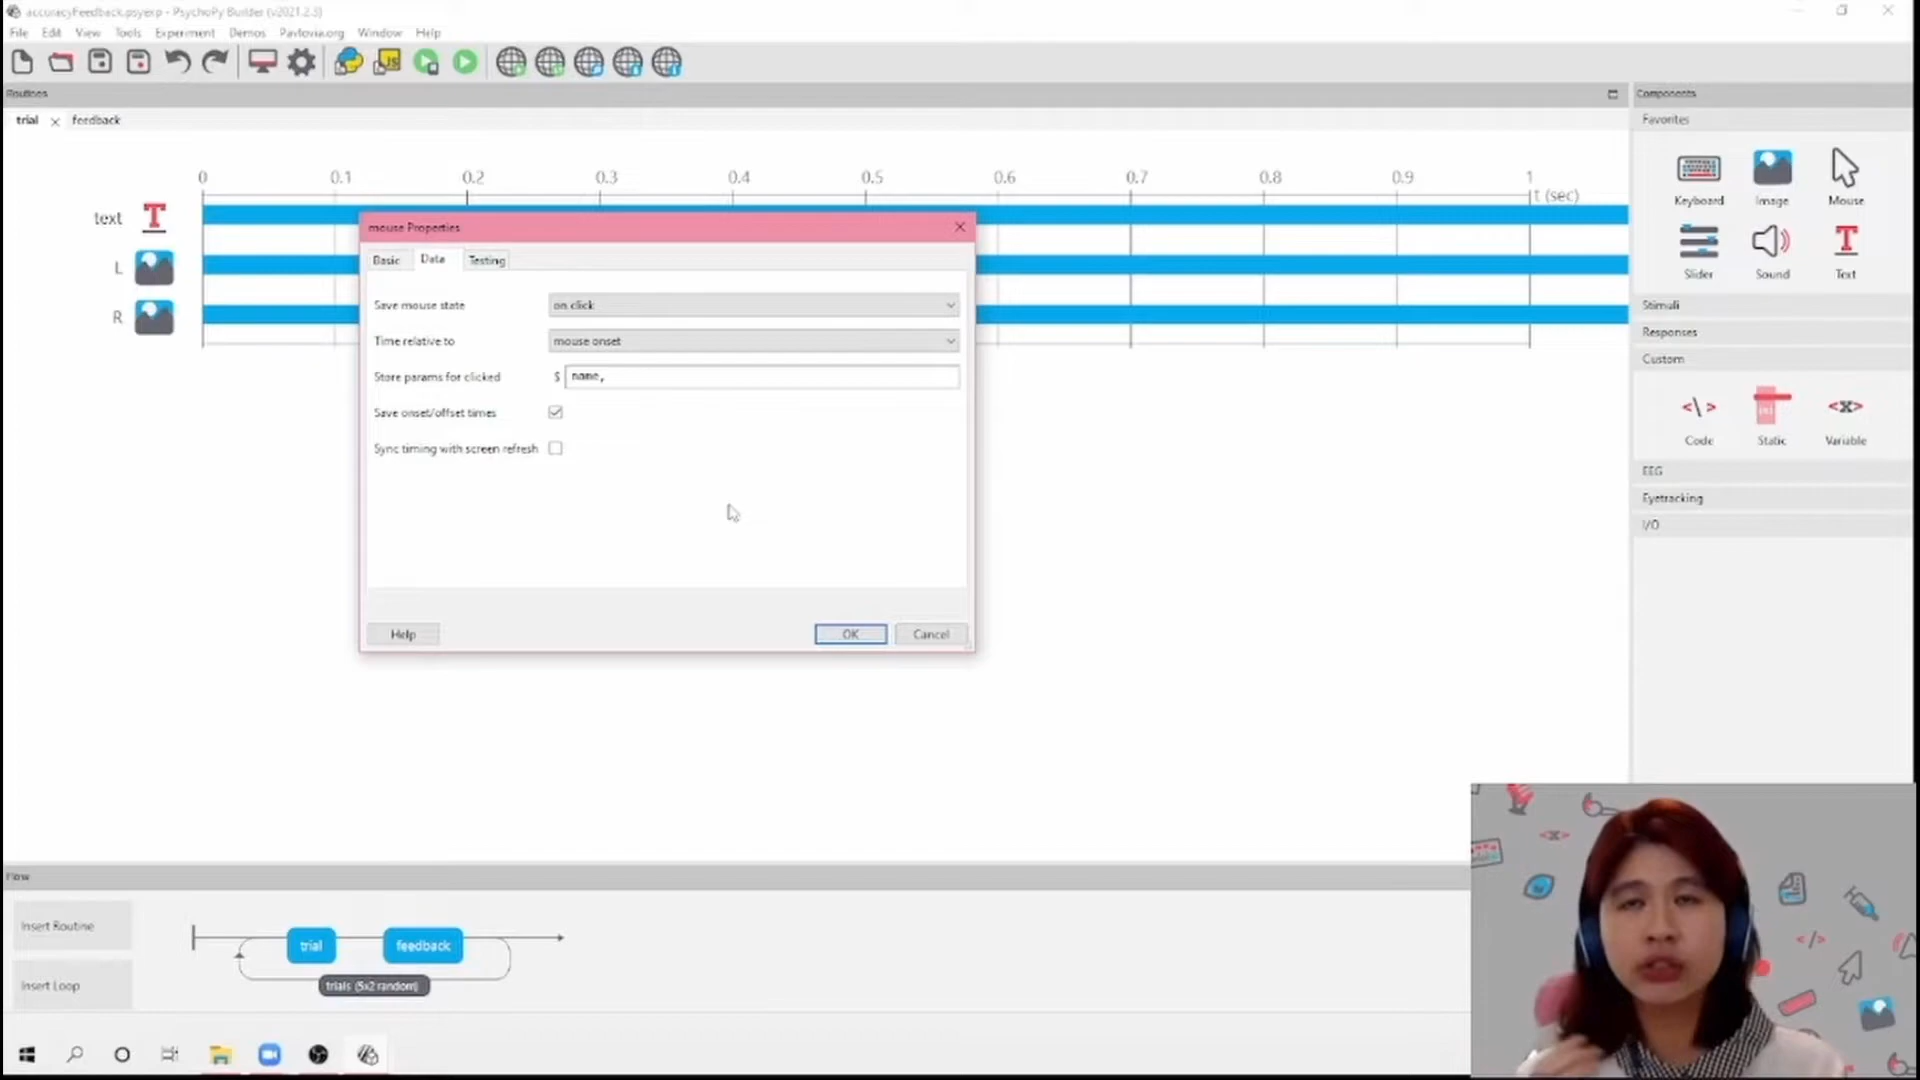 accuracyFeedback.psyexp - PsychoPy Builder (v2021.2.3)
File Edit View Tools Experiment Demos Pavlovia.org Window Help
JS
Routines
Components
trial
feedback
Favorites
0 0.1 0.2 0.3 0.4 0.5 0.6 0.7 0.8 0.9 1
t (sec)
text
L
R
Keyboard Image Mouse
Slider Sound Text
Stimuli
Responses
Custom
Code Static Variable
EEG
Eyetracking
I/O
mouse Properties
Basic Data Testing
Save mouse state on click
Time relative to mouse onset
Store params for clicked $ name,
Save onset/offset times
Sync timing with screen refresh
Help OK Cancel
Flow
Insert Routine
Insert Loop
trial feedback
trials (5x2 random)